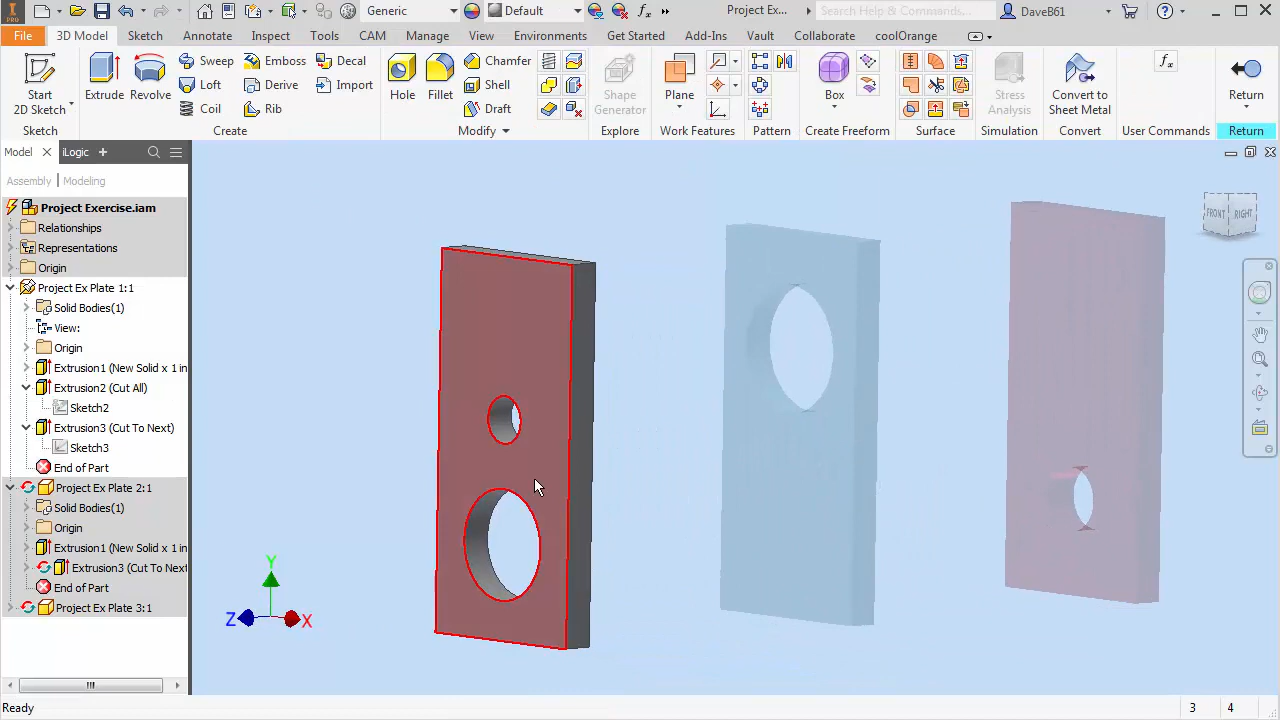 PRO
Generic
Default
fx
Project Ex...
Search Help & Commands...
DaveB61
File
3D Model
Sketch
Annotate
Inspect
Tools
CAM
Manage
View
Environments
Get Started
Add-Ins
Vault
Collaborate
coolOrange
Start
2D Sketch
Extrude
Revolve
Sweep
Loft
Coil
Emboss
Derive
Rib
Decal
Import
Hole
Fillet
Chamfer
Shell
Draft
Shape
Generator
Plane
Box
Stress
Analysis
Convert to
Sheet Metal
fx
Return
Sketch
Create
Modify
Explore
Work Features
Pattern
Create Freeform
Surface
Simulation
Convert
User Commands
Return
Model
iLogic
Assembly
Modeling
Project Exercise.iam
Relationships
Representations
Origin
Project Ex Plate 1:1
Solid Bodies(1)
View:
Origin
Extrusion1 (New Solid x 1 in
Extrusion2 (Cut All)
Sketch2
Extrusion3 (Cut To Next)
Sketch3
End of Part
Project Ex Plate 2:1
Solid Bodies(1)
Origin
Extrusion1 (New Solid x 1 in
Extrusion3 (Cut To Next
End of Part
Project Ex Plate 3:1
FRONT
RIGHT
Y
Z
X
Ready
3
4